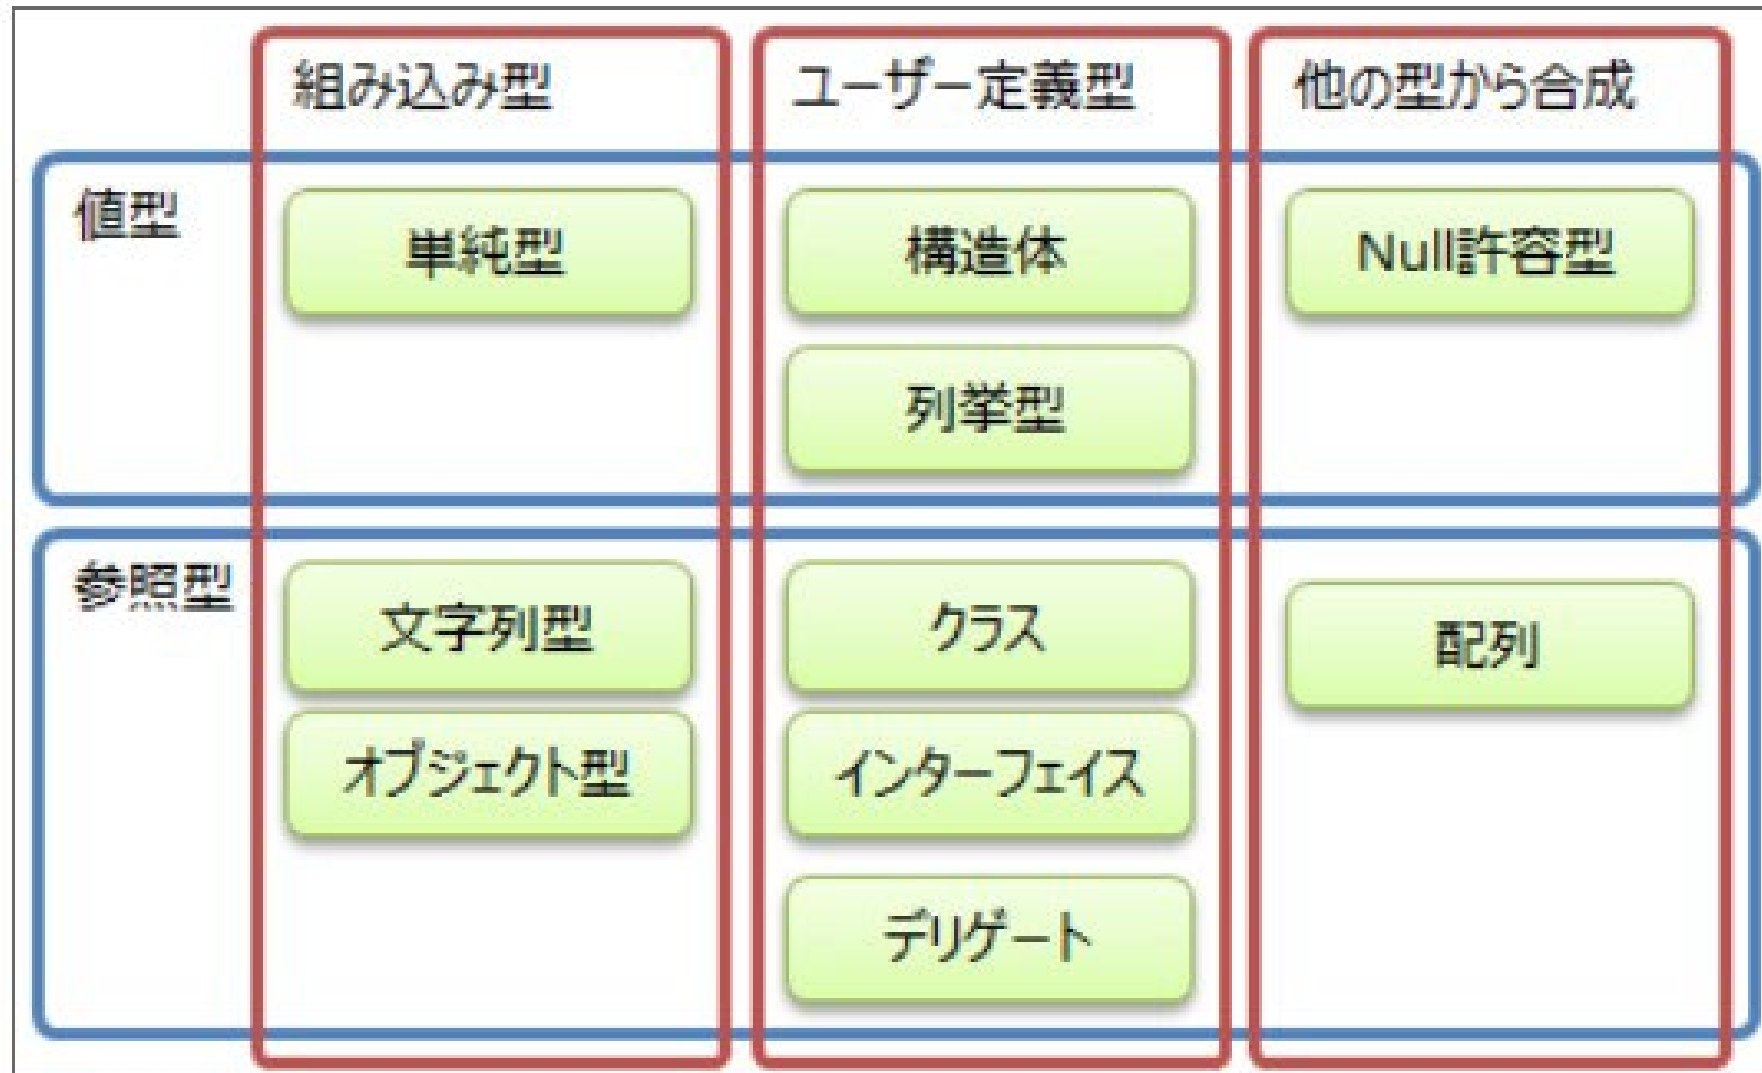 組み込み型
ユーザー定義型
他の型から合成
値型
単純型
構造体
Null許容型
列挙型
参照型
文字列型
クラス
配列
オブジェクト型
インターフェイス
デリゲート